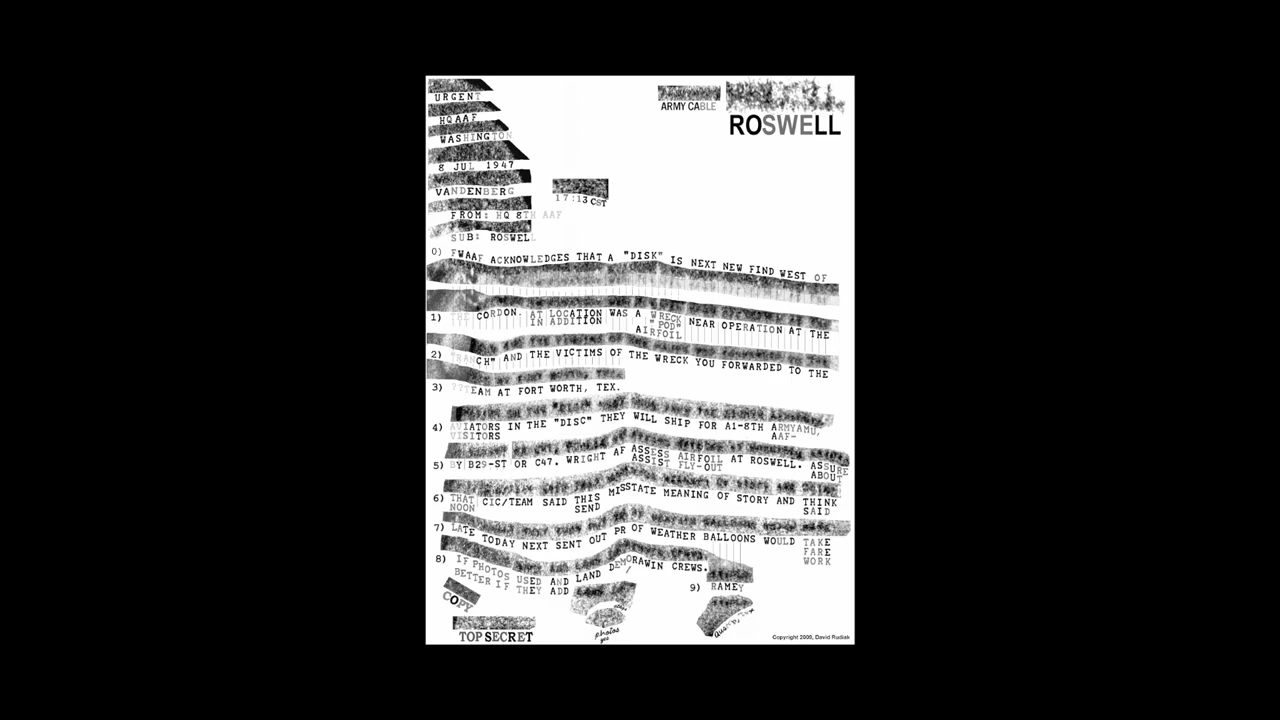 URGENT
ARMY CABLE
ROSWELL
HQAAF
WASHINGTON
8 JUL 1947
VANDENBERG
17:13 CST
FROM: HQ 8TH AAF
SUB: ROSWELL
0) FWAAF ACKNOWLEDGES THAT A "DISK" IS NEXT NEW FIND WEST OF
1) THE CORDON. AT LOCATION WAS A WRECK NEAR OPERATION AT THE
IN ADDITION "POD"
AIRFOIL
2) "RANCH" AND THE VICTIMS OF THE WRECK YOU FORWARDED TO THE
3) ??TEAM AT FORT WORTH, TEX.
4) AVIATORS IN THE "DISC" THEY WILL SHIP FOR A1-8TH ARMYAMU,
VISITORS AAF-
5) BY B29-ST OR C47. WRIGHT AF ASSESS AIRFOIL AT ROSWELL. ASSURE
ASSIST FLY-OUT ABOUT
6) THAT CIC/TEAM SAID THIS MISSTATE MEANING OF STORY AND THINK
NOON SEND SAID
7) LATE TODAY NEXT SENT OUT PR OF WEATHER BALLOONS WOULD TAKE
FARE
WORK
8) IF PHOTOS USED AND LAND DEMORAWIN CREWS.
BETTER IF THEY ADD /
9) RAMEY
COPY
photos
yes
TOP SECRET
Copyright 2009, David Rudiak